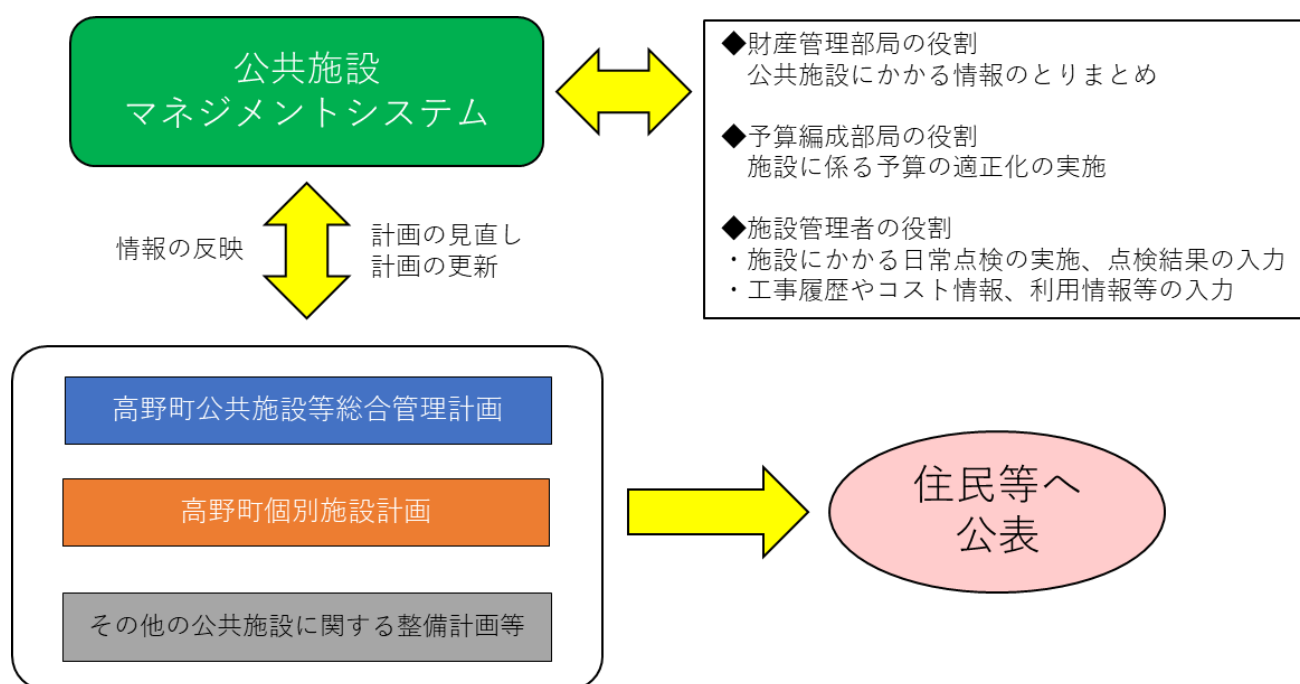 公共施設
マネジメントシステム
◆財産管理部局の役割
公共施設にかかる情報のとりまとめ
◆予算編成部局の役割
施設に係る予算の適正化の実施
◆施設管理者の役割
・施設にかかる日常点検の実施、点検結果の入力
・工事履歴やコスト情報、利用情報等の入力
情報の反映
計画の見直し
計画の更新
高野町公共施設等総合管理計画
高野町個別施設計画
その他の公共施設に関する整備計画等
住民等へ
公表